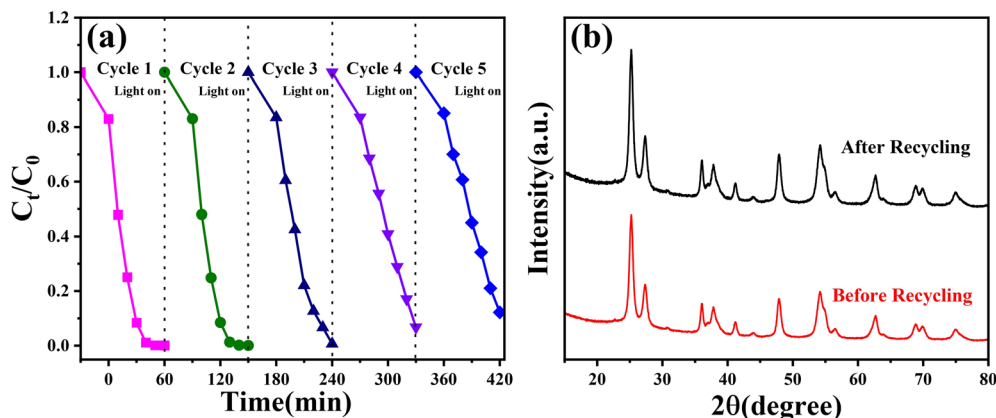 (a)
Cycle 1 Cycle 2 Cycle 3 Cycle 4 Cycle 5
Light on Light on Light on Light on Light on
1.2
1.0
0.8
0.6
0.4
0.2
0.0
Ct/C0
0 60 120 180 240 300 360 420
Time(min)
(b)
After Recycling
Before Recycling
Intensity(a.u.)
20 30 40 50 60 70 80
2θ(degree)